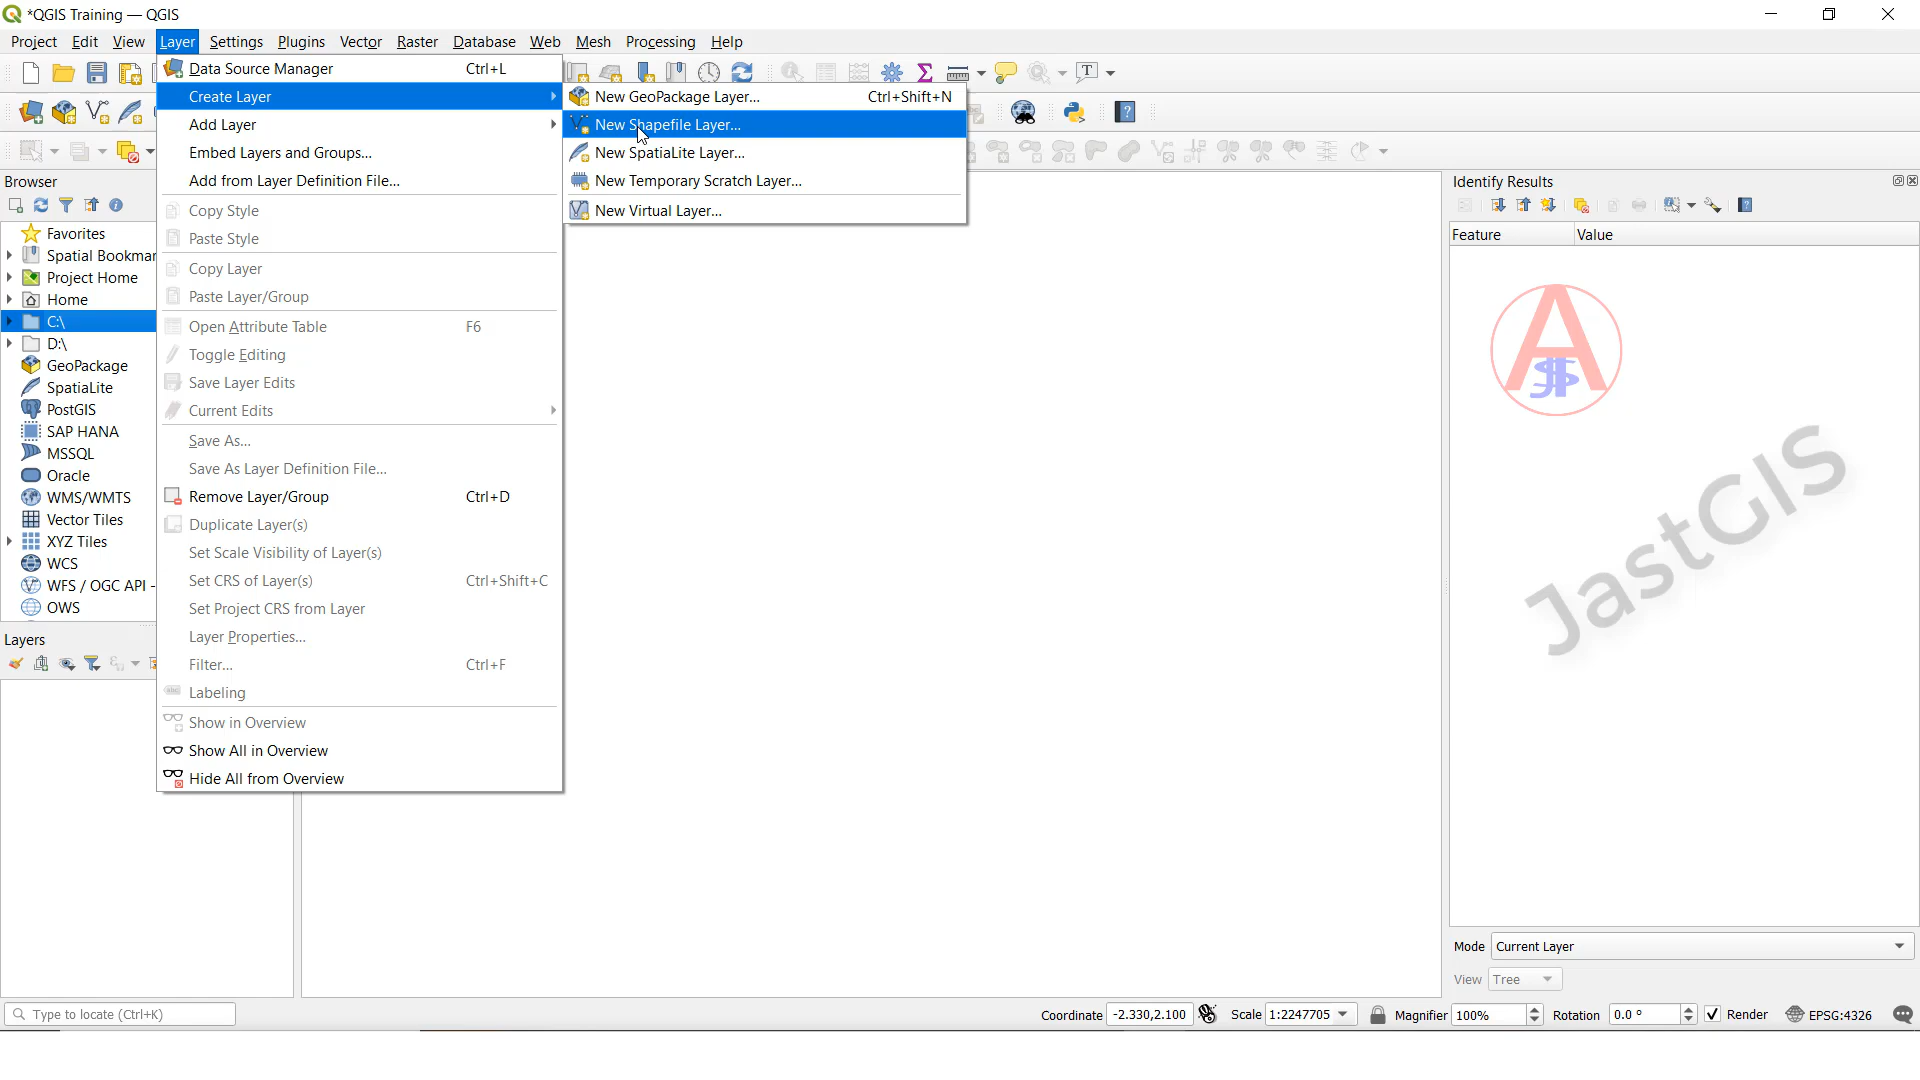 *QGIS Training — QGIS
Project Edit View Layer Settings Plugins Vector Raster Database Web Mesh Processing Help
Data Source Manager Ctrl+L
Create Layer
Add Layer
Embed Layers and Groups...
Add from Layer Definition File...
Copy Style
Paste Style
Copy Layer
Paste Layer/Group
Open Attribute Table F6
Toggle Editing
Save Layer Edits
Current Edits
Save As...
Save As Layer Definition File...
Remove Layer/Group Ctrl+D
Duplicate Layer(s)
Set Scale Visibility of Layer(s)
Set CRS of Layer(s) Ctrl+Shift+C
Set Project CRS from Layer
Layer Properties...
Filter... Ctrl+F
Labeling
Show in Overview
Show All in Overview
Hide All from Overview
New GeoPackage Layer... Ctrl+Shift+N
New Shapefile Layer...
New SpatiaLite Layer...
New Temporary Scratch Layer...
New Virtual Layer...
Browser
Favorites
Spatial Bookmar
Project Home
Home
C:\
D:\
GeoPackage
SpatiaLite
PostGIS
SAP HANA
MSSQL
Oracle
WMS/WMTS
Vector Tiles
XYZ Tiles
WCS
WFS / OGC API -
OWS
Layers
Identify Results
Feature Value
JastGIS
Mode Current Layer
View Tree
Type to locate (Ctrl+K)
Coordinate -2.330,2.100 Scale 1:2247705 Magnifier 100% Rotation 0.0 ° Render EPSG:4326